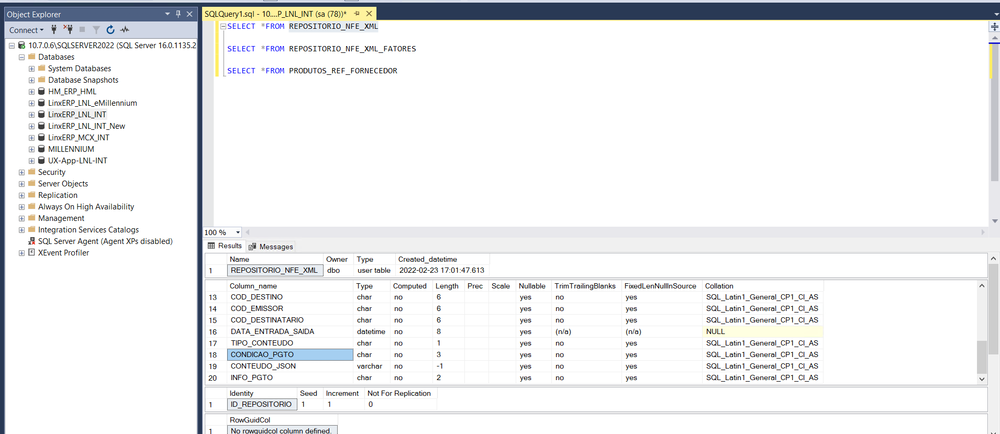 Object Explorer
Connect
10.7.0.6\SQLSERVER2022 (SQL Server 16.0.1135.2
Databases
System Databases
Database Snapshots
HM_ERP_HML
LinxERP_LNL_eMillennium
LinxERP_LNL_INT
LinxERP_LNL_INT_New
LinxERP_MCX_INT
MILLENNIUM
UX-App-LNL-INT
Security
Server Objects
Replication
Always On High Availability
Management
Integration Services Catalogs
SQL Server Agent (Agent XPs disabled)
XEvent Profiler
SQLQuery1.sql - 10....P_LNL_INT (sa (78))*
SELECT *FROM REPOSITORIO_NFE_XML
SELECT *FROM REPOSITORIO_NFE_XML_FATORES
SELECT *FROM PRODUTOS_REF_FORNECEDOR
100 %
Results Messages
Name Owner Type Created_datetime
1 REPOSITORIO_NFE_XML dbo user table 2022-02-23 17:01:47.613
Column_name Type Computed Length Prec Scale Nullable TrimTrailingBlanks FixedLenNullInSource Collation
13 COD_DESTINO char no 6 yes no yes SQL_Latin1_General_CP1_CI_AS
14 COD_EMISSOR char no 6 yes no yes SQL_Latin1_General_CP1_CI_AS
15 COD_DESTINATARIO char no 6 yes no yes SQL_Latin1_General_CP1_CI_AS
16 DATA_ENTRADA_SAIDA datetime no 8 yes (n/a) (n/a) NULL
17 TIPO_CONTEUDO char no 1 yes no yes SQL_Latin1_General_CP1_CI_AS
18 CONDICAO_PGTO char no 3 yes no yes SQL_Latin1_General_CP1_CI_AS
19 CONTEUDO_JSON varchar no -1 yes no yes SQL_Latin1_General_CP1_CI_AS
20 INFO_PGTO char no 2 yes no yes SQL_Latin1_General_CP1_CI_AS
Identity Seed Increment Not For Replication
1 ID_REPOSITORIO 1 1 0
RowGuidCol
1 No rowguidcol column defined.